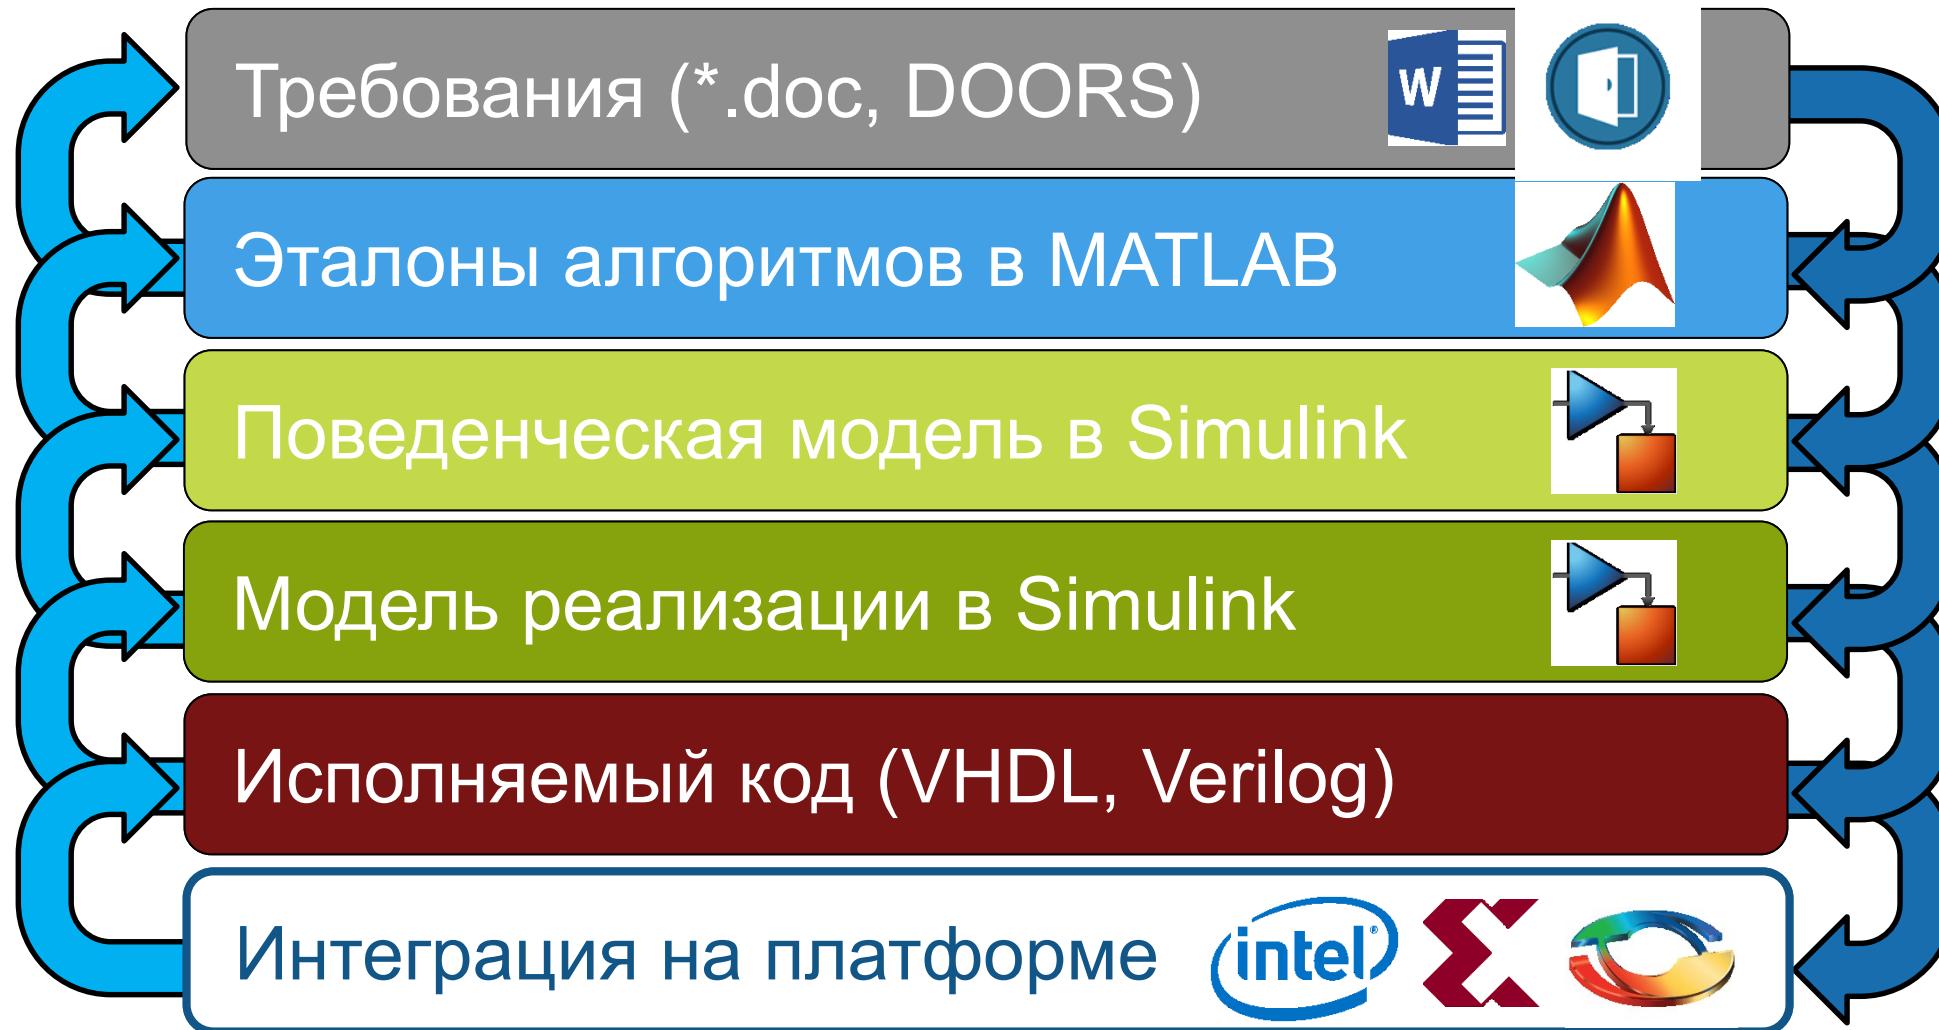 Требования (*.doc, DOORS)
W
Эталоны алгоритмов в MATLAB
Поведенческая модель в Simulink
Модель реализации в Simulink
Исполняемый код (VHDL, Verilog)
Интеграция на платформе
intel®